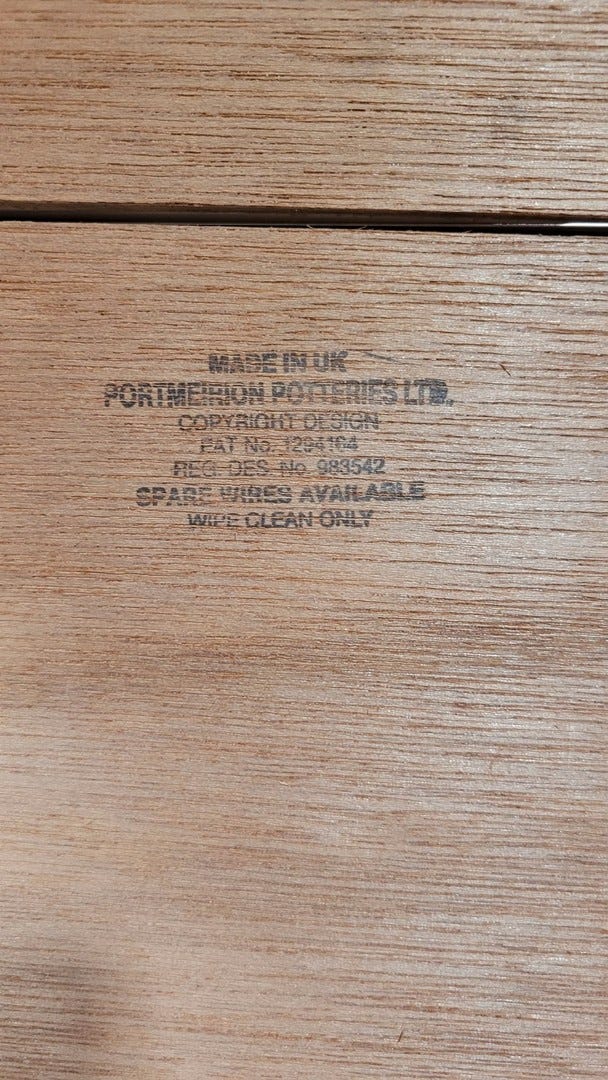 MADE IN UK
PORTMEIRION POTTERIES LTD.
COPYRIGHT DESIGN
PAT No. 1294164
REG. DES. No. 983542
SPARE WIRES AVAILABLE
WIPE CLEAN ONLY